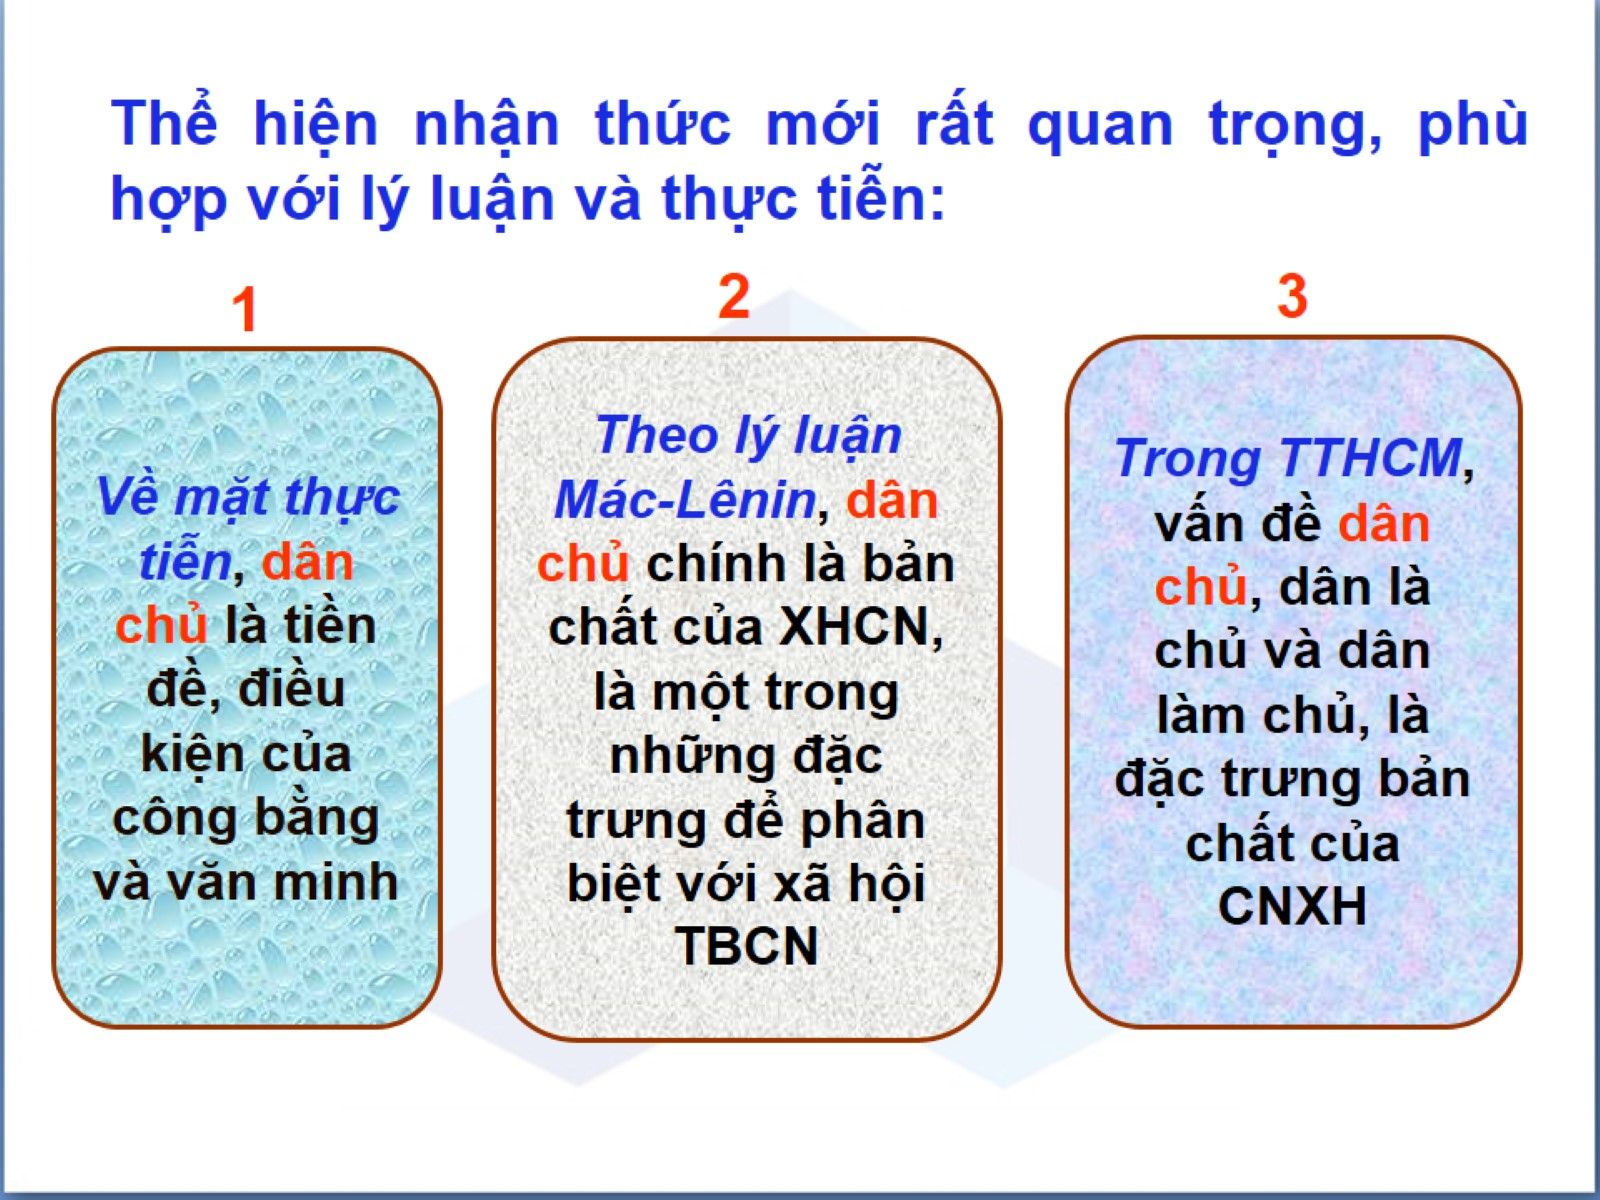 Thể hiện nhận thức mới rất quan trọng, phù
hợp với lý luận và thực tiễn:
1
Về mặt thực
tiễn, dân
chủ là tiền
đề, điều
kiện của
công bằng
và văn minh
2
Theo lý luận
Mác-Lênin, dân
chủ chính là bản
chất của XHCN,
là một trong
những đặc
trưng để phân
biệt với xã hội
TBCN
3
Trong TTHCM,
vấn đề dân
chủ, dân là
chủ và dân
làm chủ, là
đặc trưng bản
chất của
CNXH